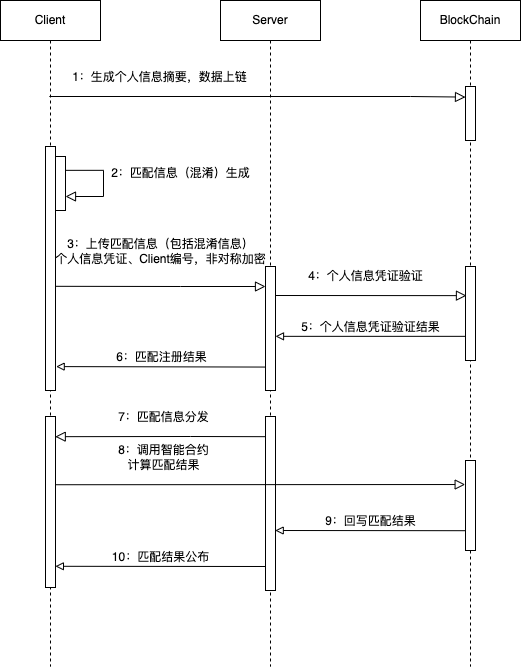 Client
Server
BlockChain
1：生成个人信息摘要，数据上链
2：匹配信息（混淆）生成
3：上传匹配信息（包括混淆信息）
个人信息凭证、Client编号，非对称加密
4：个人信息凭证验证
5：个人信息凭证验证结果
6：匹配注册结果
7：匹配信息分发
8：调用智能合约
计算匹配结果
9：回写匹配结果
10：匹配结果公布